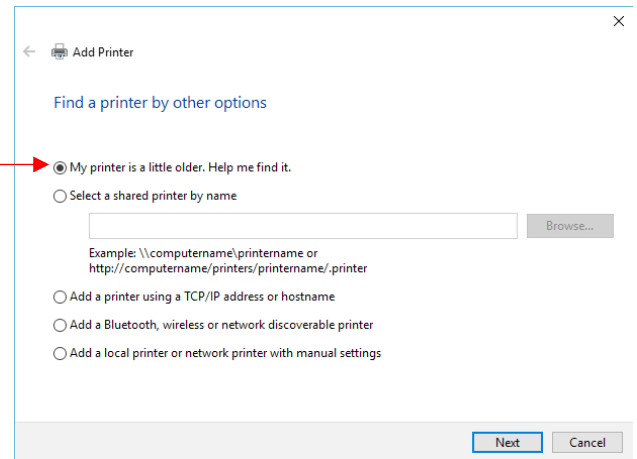 Add Printer
Find a printer by other options
My printer is a little older. Help me find it.
Select a shared printer by name
Browse...
Example: \\computername\printername or
http://computername/printers/printername/.printer
Add a printer using a TCP/IP address or hostname
Add a Bluetooth, wireless or network discoverable printer
Add a local printer or network printer with manual settings
Next Cancel